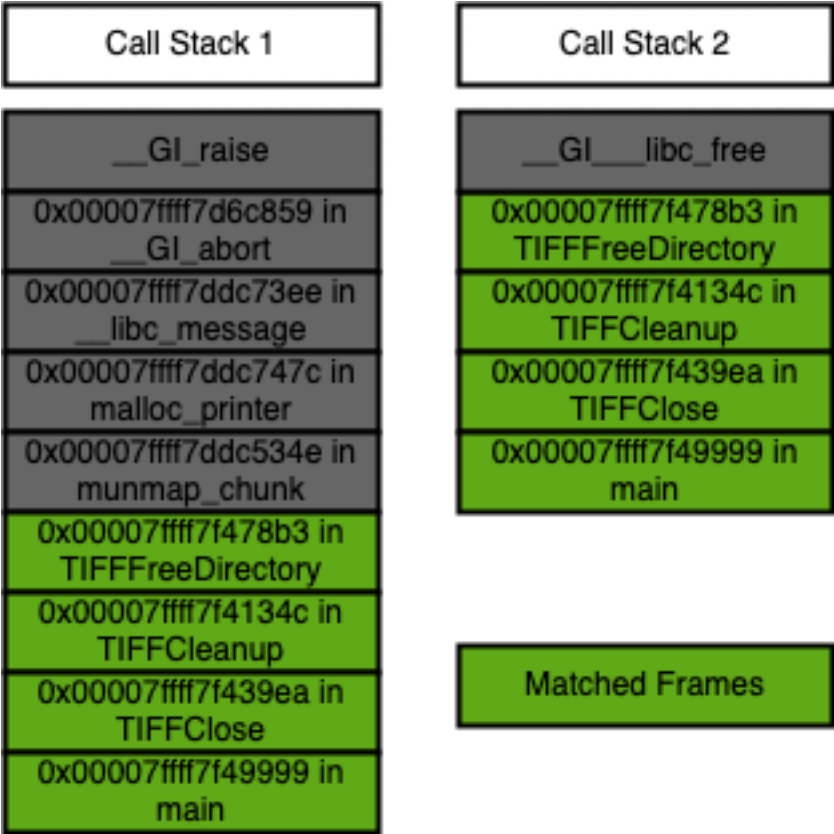 Call Stack 1
__GI_raise
0x00007ffff7d6c859 in
__GI_abort
0x00007ffff7ddc73ee in
__libc_message
0x00007ffff7ddc747c in
malloc_printer
0x00007ffff7ddc534e in
munmap_chunk
0x00007ffff7f478b3 in
TIFFFreeDirectory
0x00007ffff7f4134c in
TIFFCleanup
0x00007ffff7f439ea in
TIFFClose
0x00007ffff7f49999 in
main
Call Stack 2
__GI___libc_free
0x00007ffff7f478b3 in
TIFFFreeDirectory
0x00007ffff7f4134c in
TIFFCleanup
0x00007ffff7f439ea in
TIFFClose
0x00007ffff7f49999 in
main
Matched Frames